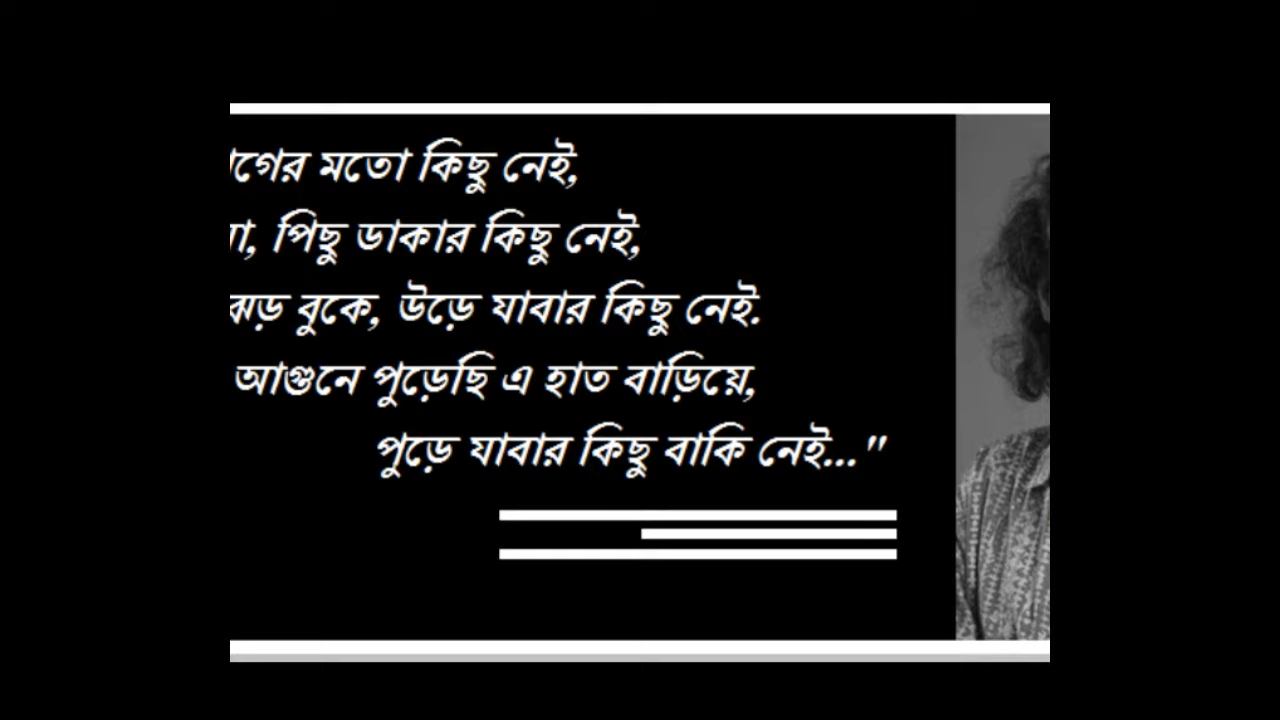 মতো কিছু নেই,
পিছু ডাকার কিছু নেই,
ঝড় বুকে, উড়ে যাবার কিছু নেই.
আগুনে পুড়েছি এ হাত বাড়িয়ে,
পুড়ে যাবার কিছু বাকি নেই..."